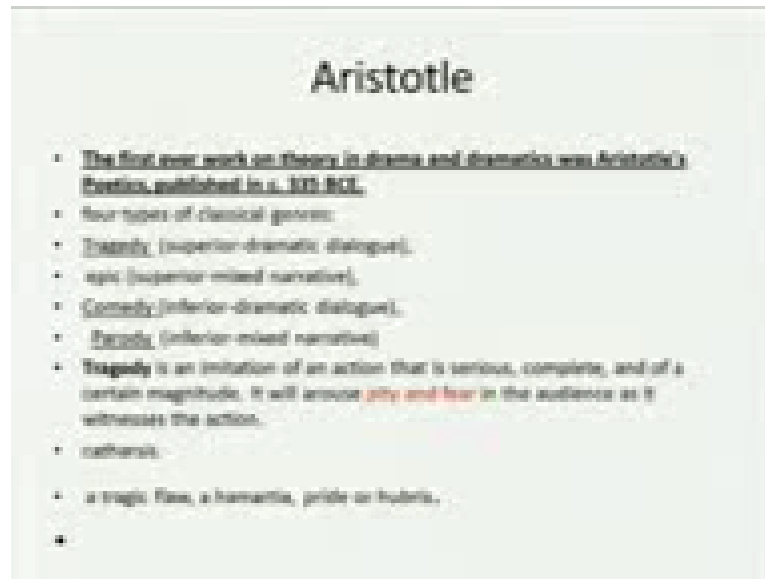 Aristotle
• The first ever work on theory in drama and dramatics was Aristotle's
Poetics, published in c. 335 BCE.
• four types of classical genres:
• Tragedy (superior-dramatic dialogue),
• epic (superior-mixed narrative),
• Comedy (inferior-dramatic dialogue),
• Parody (inferior-mixed narrative)
• Tragedy is an imitation of an action that is serious, complete, and of a
certain magnitude. It will arouse pity and fear in the audience as it
witnesses the action.
• catharsis.
• a tragic flaw, a hamartia, pride or hubris.
•